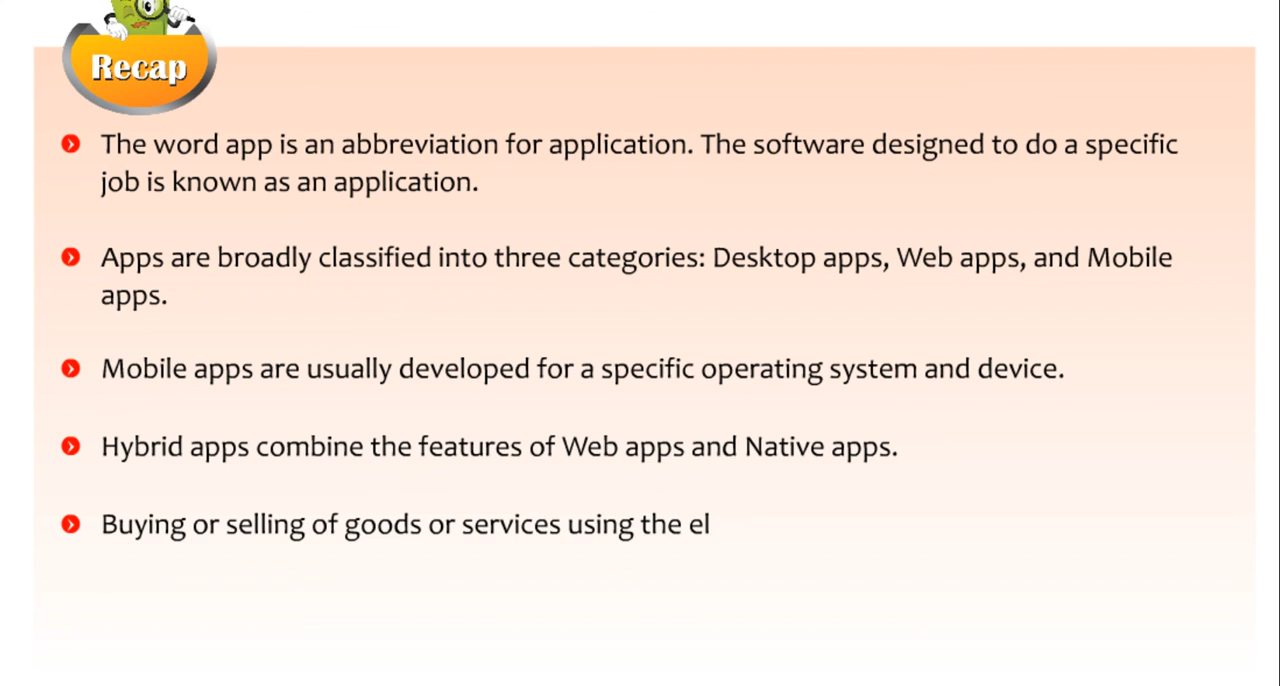 Recap
The word app is an abbreviation for application. The software designed to do a specific
job is known as an application.
Apps are broadly classified into three categories: Desktop apps, Web apps, and Mobile
apps.
Mobile apps are usually developed for a specific operating system and device.
Hybrid apps combine the features of Web apps and Native apps.
Buying or selling of goods or services using the el